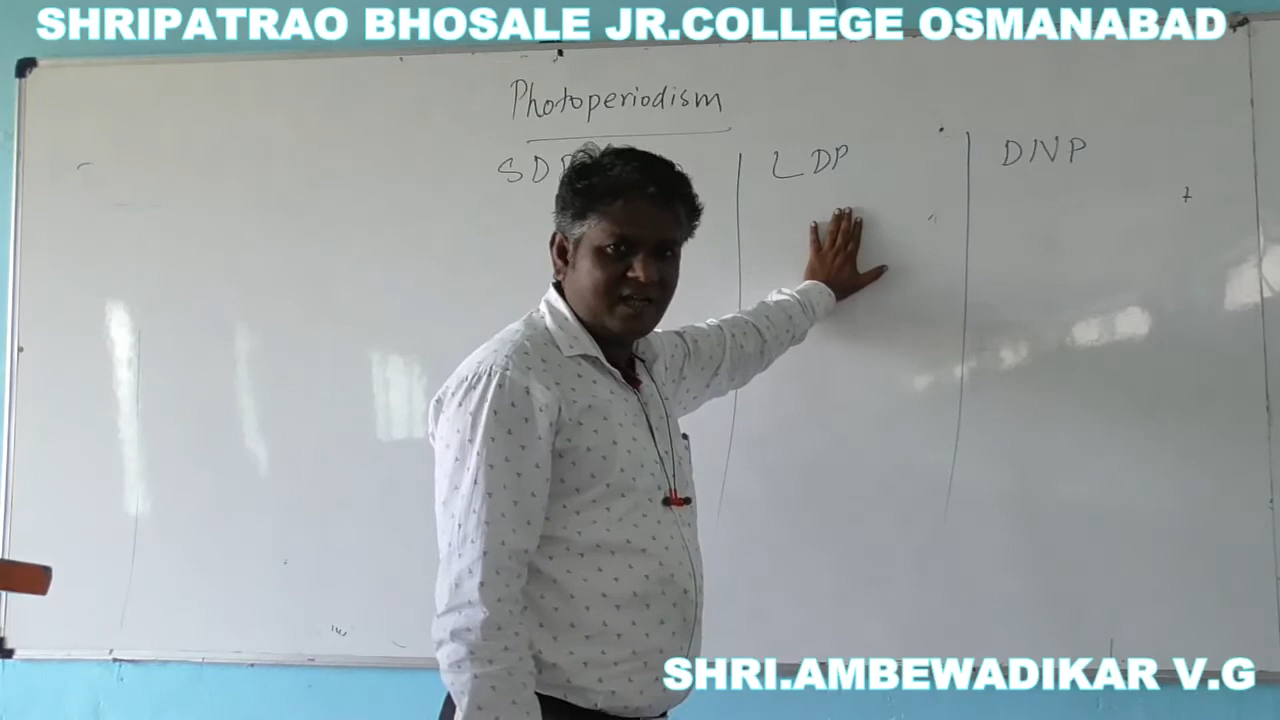 SHRIPATRAO BHOSALE JR.COLLEGE OSMANABAD
Photoperiodism
LDP DNP
SHRI.AMBEWADIKAR V.G